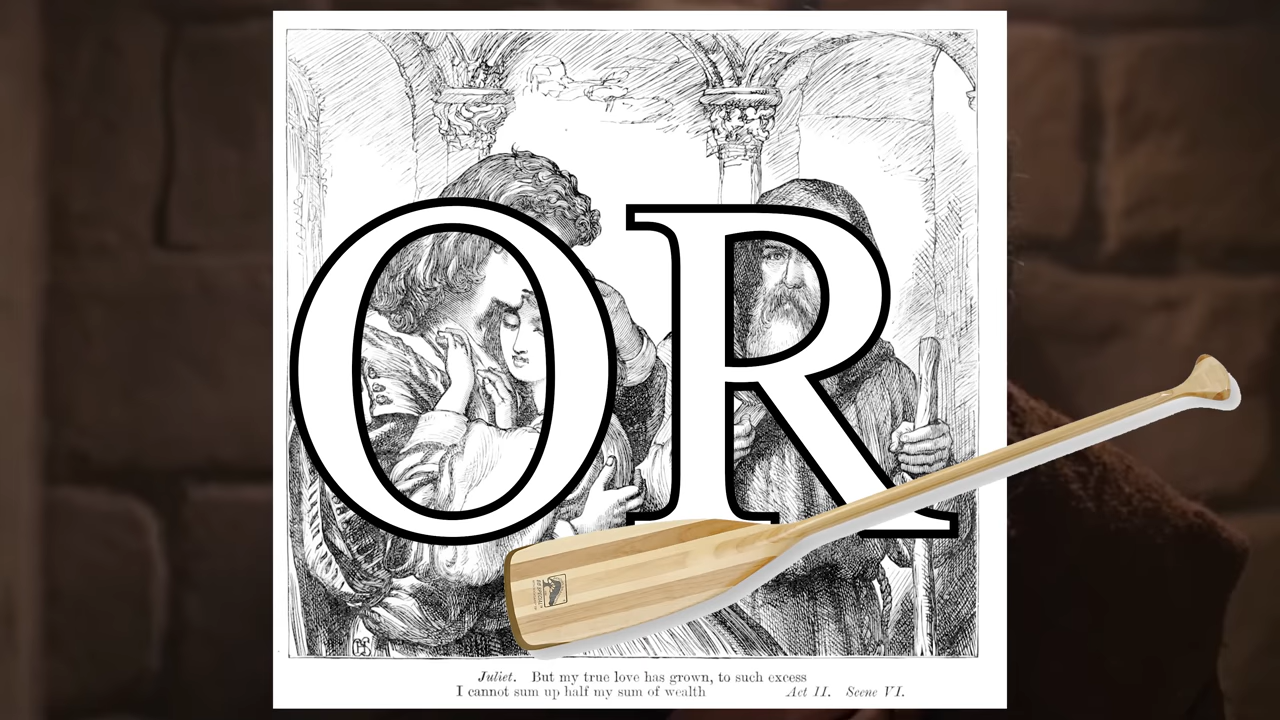 OR
Juliet. But my true love has grown, to such excess
I cannot sum up half my sum of wealth Act II. Scene VI.